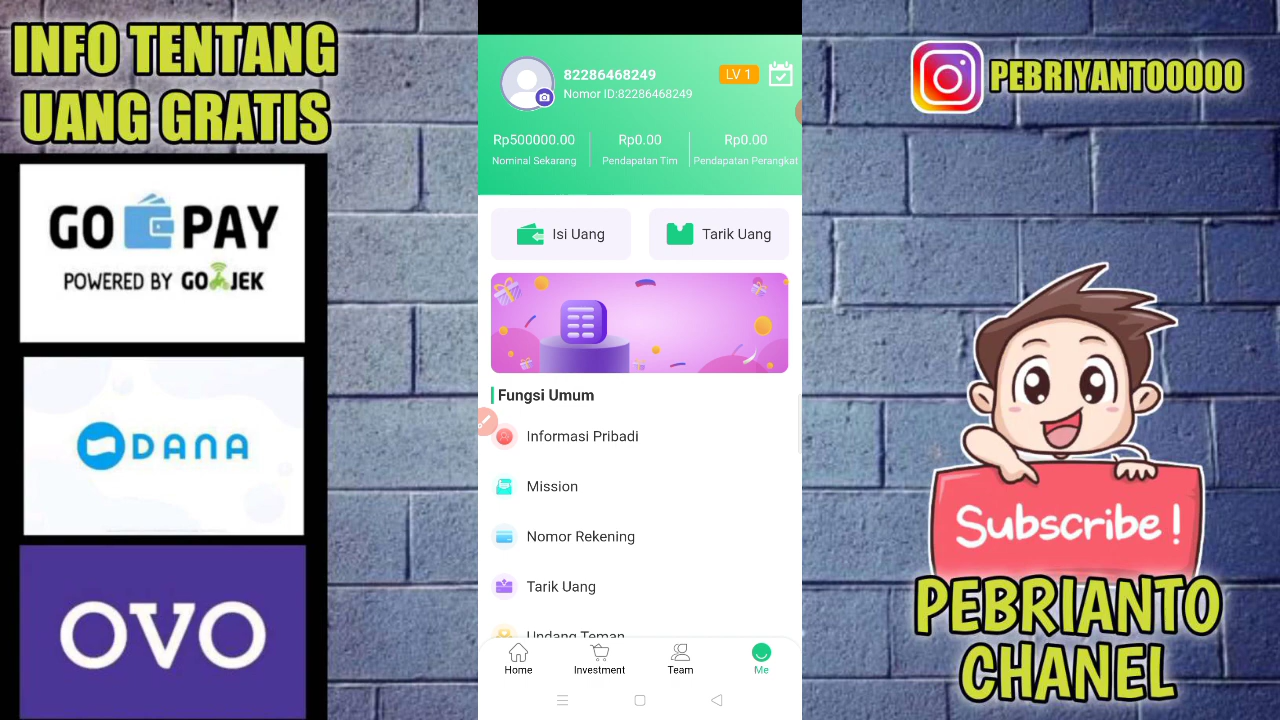 INFO TENTANG
UANG GRATIS
GO PAY
POWERED BY GOJEK
DANA
OVO
82286468249
Nomor ID:82286468249
LV 1
Rp500000.00
Nominal Sekarang
Rp0.00
Pendapatan Tim
Rp0.00
Pendapatan Perangkat
Isi Uang
Tarik Uang
Fungsi Umum
Informasi Pribadi
Mission
Nomor Rekening
Tarik Uang
Undang Teman
Home
Investment
Team
Me
PEBRIYANTOOOOO
Subscribe!
PEBRIANTO
CHANEL